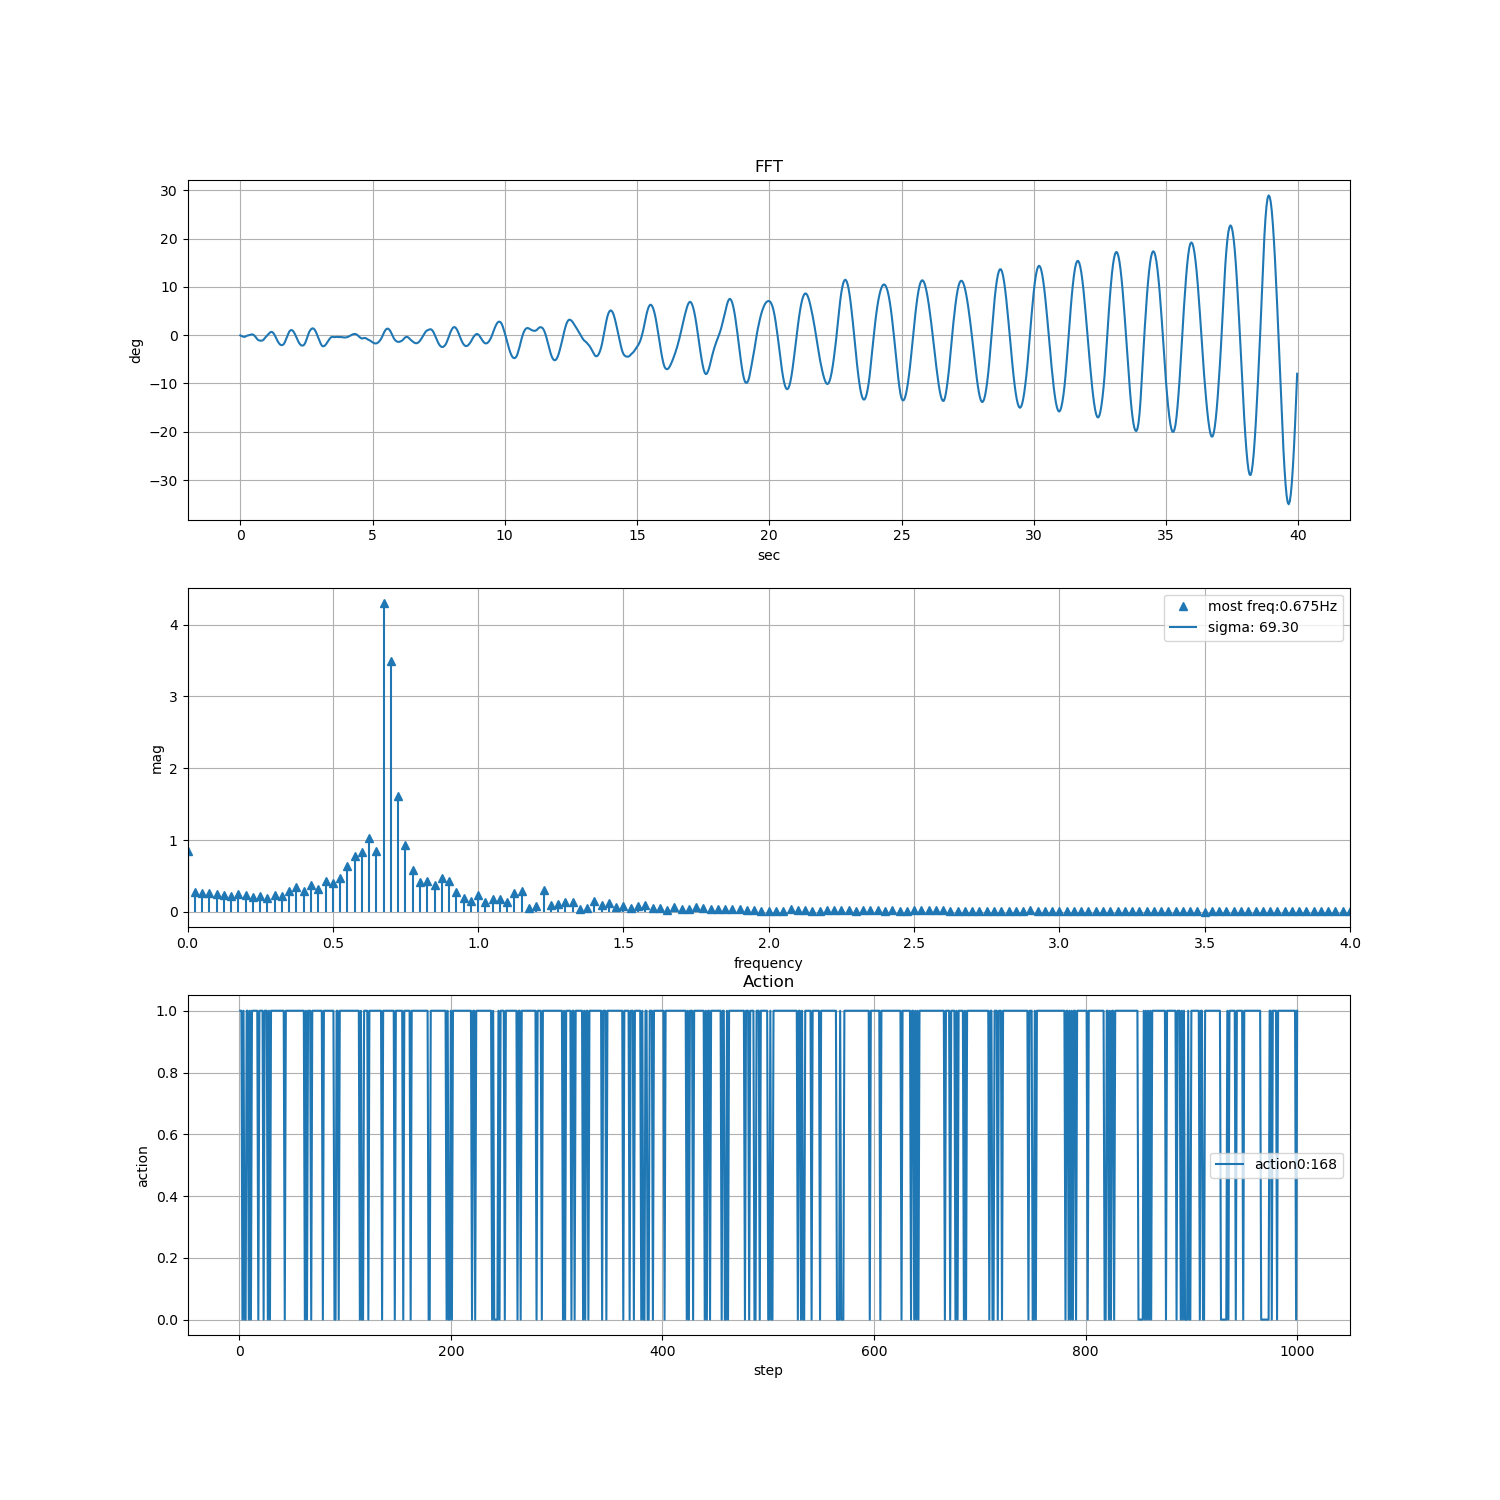 FFT
30
20
10
0
−10
−20
−30
deg
0 5 10 15 20 25 30 35 40
sec
most freq:0.675Hz
sigma: 69.30
4
3
2
1
0
mag
0.0 0.5 1.0 1.5 2.0 2.5 3.0 3.5 4.0
frequency
Action
1.0
0.8
0.6
0.4
0.2
0.0
action
action0:168
0 200 400 600 800 1000
step